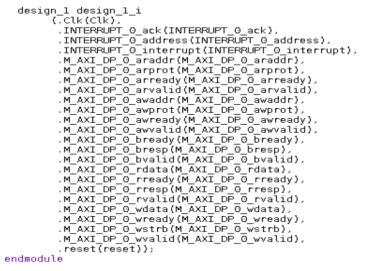 design_1 design_1_i
(.Clk(Clk),
.INTERRUPT_0_ack(INTERRUPT_0_ack),
.INTERRUPT_0_address(INTERRUPT_0_address),
.INTERRUPT_0_interrupt(INTERRUPT_0_interrupt),
.M_AXI_DP_0_araddr(M_AXI_DP_0_araddr),
.M_AXI_DP_0_arprot(M_AXI_DP_0_arprot),
.M_AXI_DP_0_arready(M_AXI_DP_0_arready),
.M_AXI_DP_0_arvalid(M_AXI_DP_0_arvalid),
.M_AXI_DP_0_awaddr(M_AXI_DP_0_awaddr),
.M_AXI_DP_0_awprot(M_AXI_DP_0_awprot),
.M_AXI_DP_0_awready(M_AXI_DP_0_awready),
.M_AXI_DP_0_awvalid(M_AXI_DP_0_awvalid),
.M_AXI_DP_0_bready(M_AXI_DP_0_bready),
.M_AXI_DP_0_bresp(M_AXI_DP_0_bresp),
.M_AXI_DP_0_bvalid(M_AXI_DP_0_bvalid),
.M_AXI_DP_0_rdata(M_AXI_DP_0_rdata),
.M_AXI_DP_0_rready(M_AXI_DP_0_rready),
.M_AXI_DP_0_rresp(M_AXI_DP_0_rresp),
.M_AXI_DP_0_rvalid(M_AXI_DP_0_rvalid),
.M_AXI_DP_0_wdata(M_AXI_DP_0_wdata),
.M_AXI_DP_0_wready(M_AXI_DP_0_wready),
.M_AXI_DP_0_wstrb(M_AXI_DP_0_wstrb),
.M_AXI_DP_0_wvalid(M_AXI_DP_0_wvalid),
.reset(reset));
endmodule